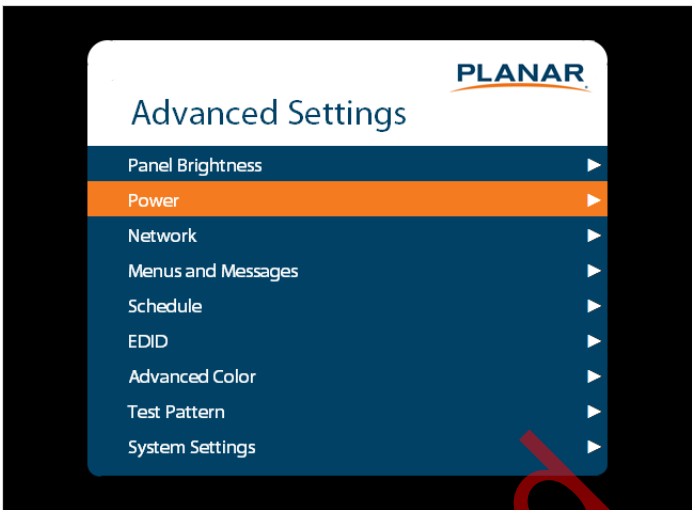 PLANAR
Advanced Settings
Panel Brightness
Power
Network
Menus and Messages
Schedule
EDID
Advanced Color
Test Pattern
System Settings